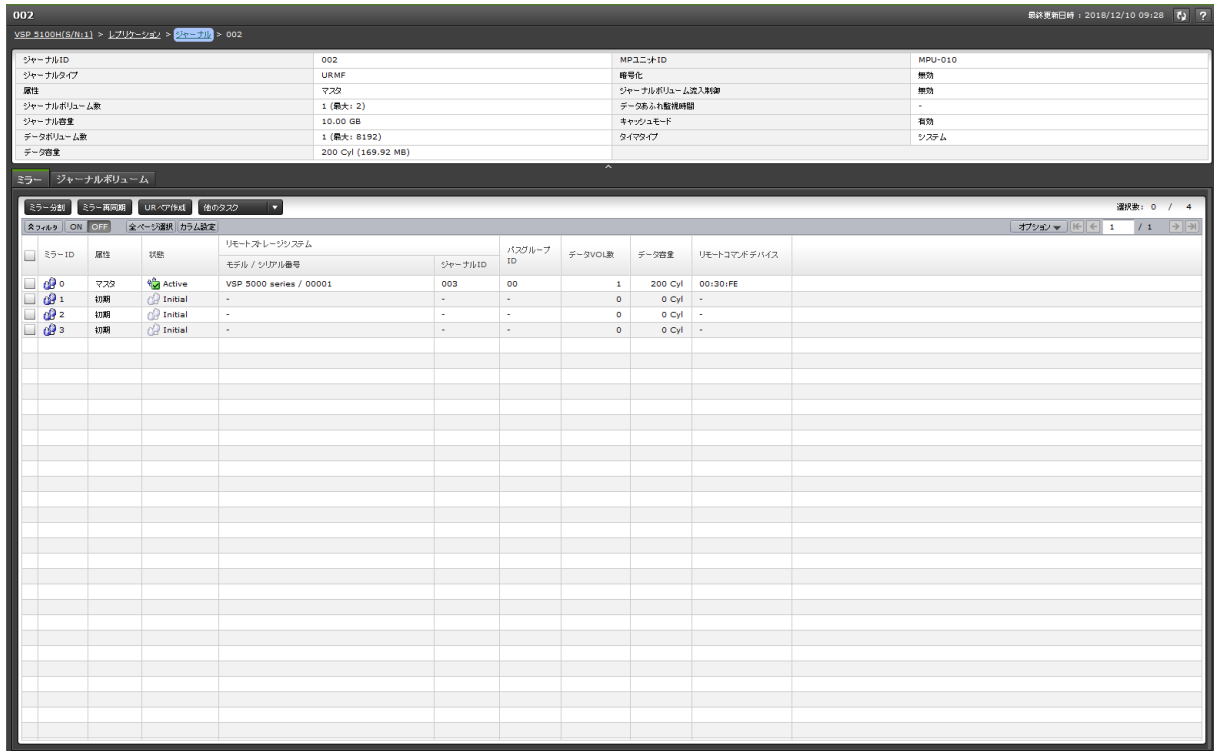 002 最終更新日時 : 2018/12/10 09:28 ?
VSP 5100H(S/N:1) > レプリケーション > ジャーナル > 002
ジャーナルID 002 MPユニットID MPU-010
ジャーナルタイプ URMF 暗号化 無効
属性 マスタ ジャーナルボリューム流入制御 無効
ジャーナルボリューム数 1 (最大: 2) データあふれ監視時間 -
ジャーナル容量 10.00 GB キャッシュモード 有効
データボリューム数 1 (最大: 8192) タイマタイプ システム
データ容量 200 Cyl (169.92 MB)
ミラー ジャーナルボリューム
ミラー分割 ミラー再同期 URペア作成 他のタスク 選択数: 0 / 4
フィルタ ON OFF 全ページ選択 カラム設定 オプション 1 / 1
ミラーID 属性 状態 リモートストレージシステム パスグループID データVOL数 データ容量 リモートコマンドデバイス
モデル / シリアル番号 ジャーナルID
0 マスタ Active VSP 5000 series / 00001 003 00 1 200 Cyl 00:30:FE
1 初期 Initial - - - 0 0 Cyl -
2 初期 Initial - - - 0 0 Cyl -
3 初期 Initial - - - 0 0 Cyl -